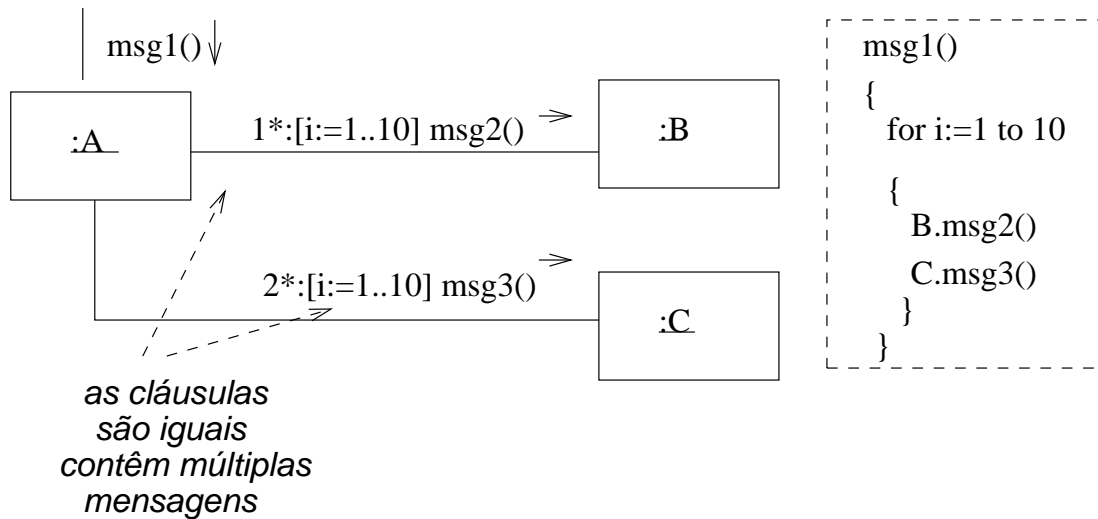 msg1()
:A
1*:[i:=1..10] msg2()
:B
2*:[i:=1..10] msg3()
:C
as cláusulas
são iguais
contêm múltiplas
mensagens
msg1()
{
for i:=1 to 10
{
B.msg2()
C.msg3()
}
}